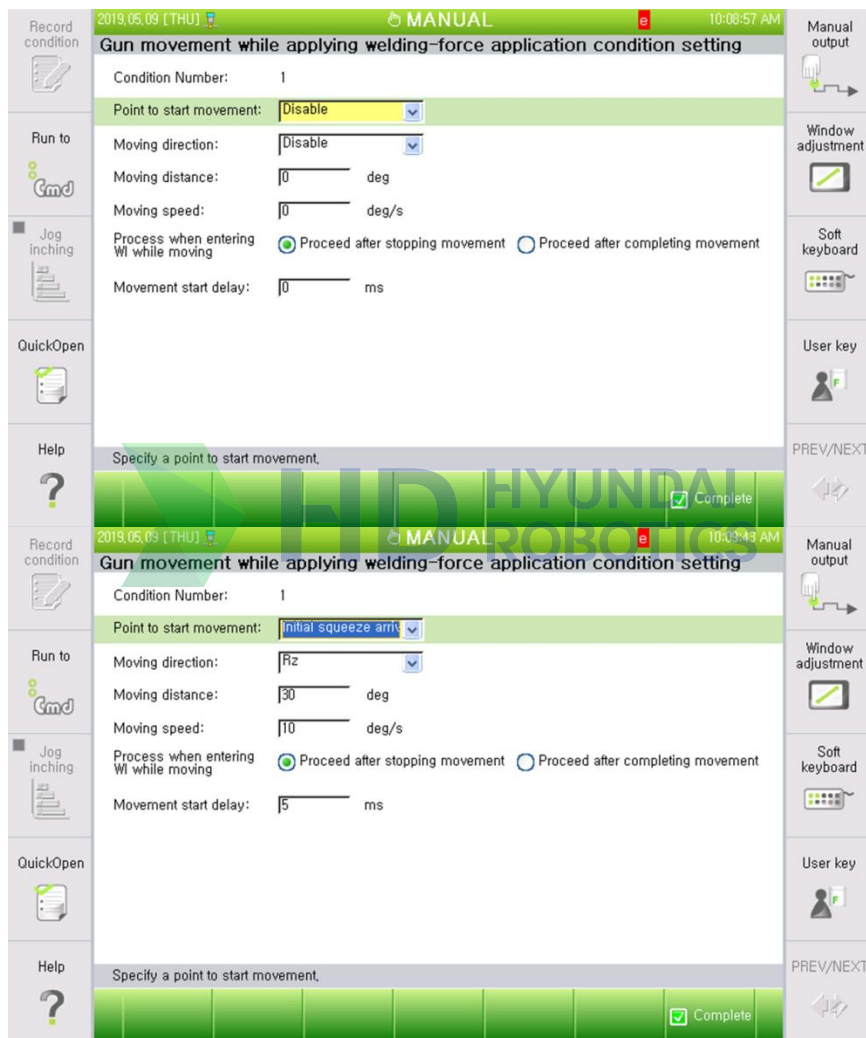 Record condition
2019,05,09 [THU]
MANUAL
e
10:08:57 AM
Manual output
Gun movement while applying welding-force application condition setting
Condition Number: 1
Point to start movement: Disable
Run to
Cmd
Moving direction: Disable
Window adjustment
Moving distance: 0 deg
Moving speed: 0 deg/s
Jog inching
Process when entering WI while moving
Proceed after stopping movement
Proceed after completing movement
Soft keyboard
Movement start delay: 0 ms
QuickOpen
User key
F
Help
?
Specify a point to start movement,
PREV/NEXT
Complete
HD HYUNDAI
ROBOTICS
Record condition
2019,05,09 [THU]
MANUAL
e
10:09:43 AM
Manual output
Gun movement while applying welding-force application condition setting
Condition Number: 1
Point to start movement: Initial squeeze arriv
Run to
Cmd
Moving direction: Rz
Window adjustment
Moving distance: 30 deg
Moving speed: 10 deg/s
Jog inching
Process when entering WI while moving
Proceed after stopping movement
Proceed after completing movement
Soft keyboard
Movement start delay: 5 ms
QuickOpen
User key
F
Help
?
Specify a point to start movement,
PREV/NEXT
Complete